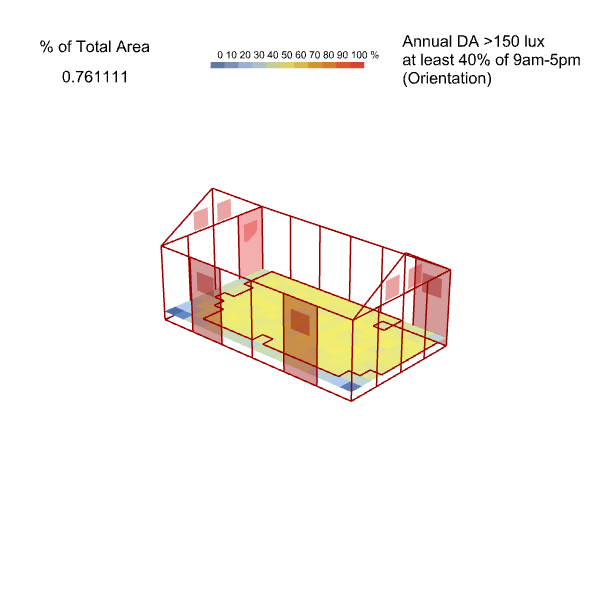 % of Total Area
0.761111
0 10 20 30 40 50 60 70 80 90 100 %
Annual DA >150 lux
at least 40% of 9am-5pm
(Orientation)